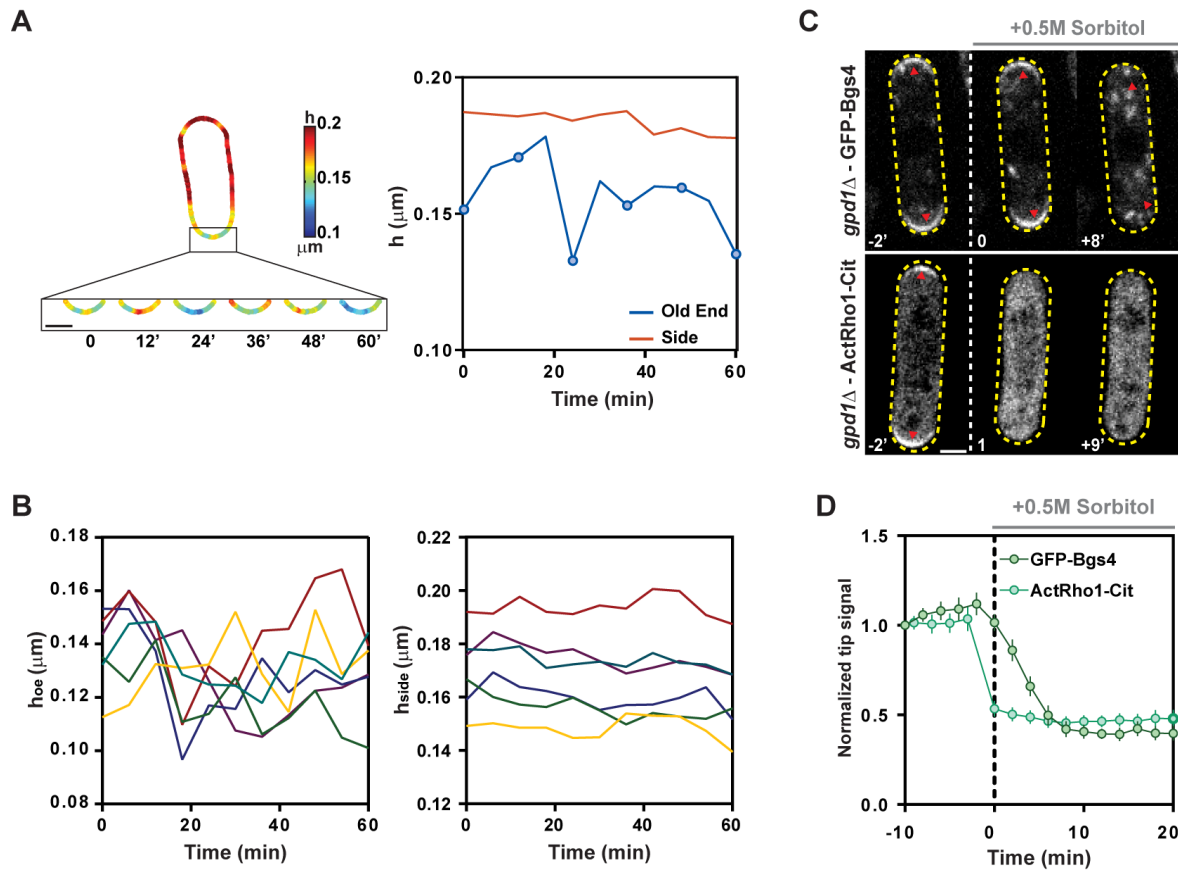 A
h
0.2
0.15
0.1
μm
0 12’ 24’ 36’ 48’ 60’
h (μm)
0.20
0.15
0.10
Old End
Side
0 20 40 60
Time (min)
B
hoe (μm)
0.18
0.16
0.14
0.12
0.10
0.08
0 20 40 60
Time (min)
hside (μm)
0.22
0.20
0.18
0.16
0.14
0.12
0 20 40 60
Time (min)
C
+0.5M Sorbitol
gpd1Δ - GFP-Bgs4
-2’ 0 +8’
gpd1Δ - ActRho1-Cit
-2’ 1 +9’
D
+0.5M Sorbitol
Normalized tip signal
1.5
1.0
0.5
0.0
GFP-Bgs4
ActRho1-Cit
-10 0 10 20
Time (min)